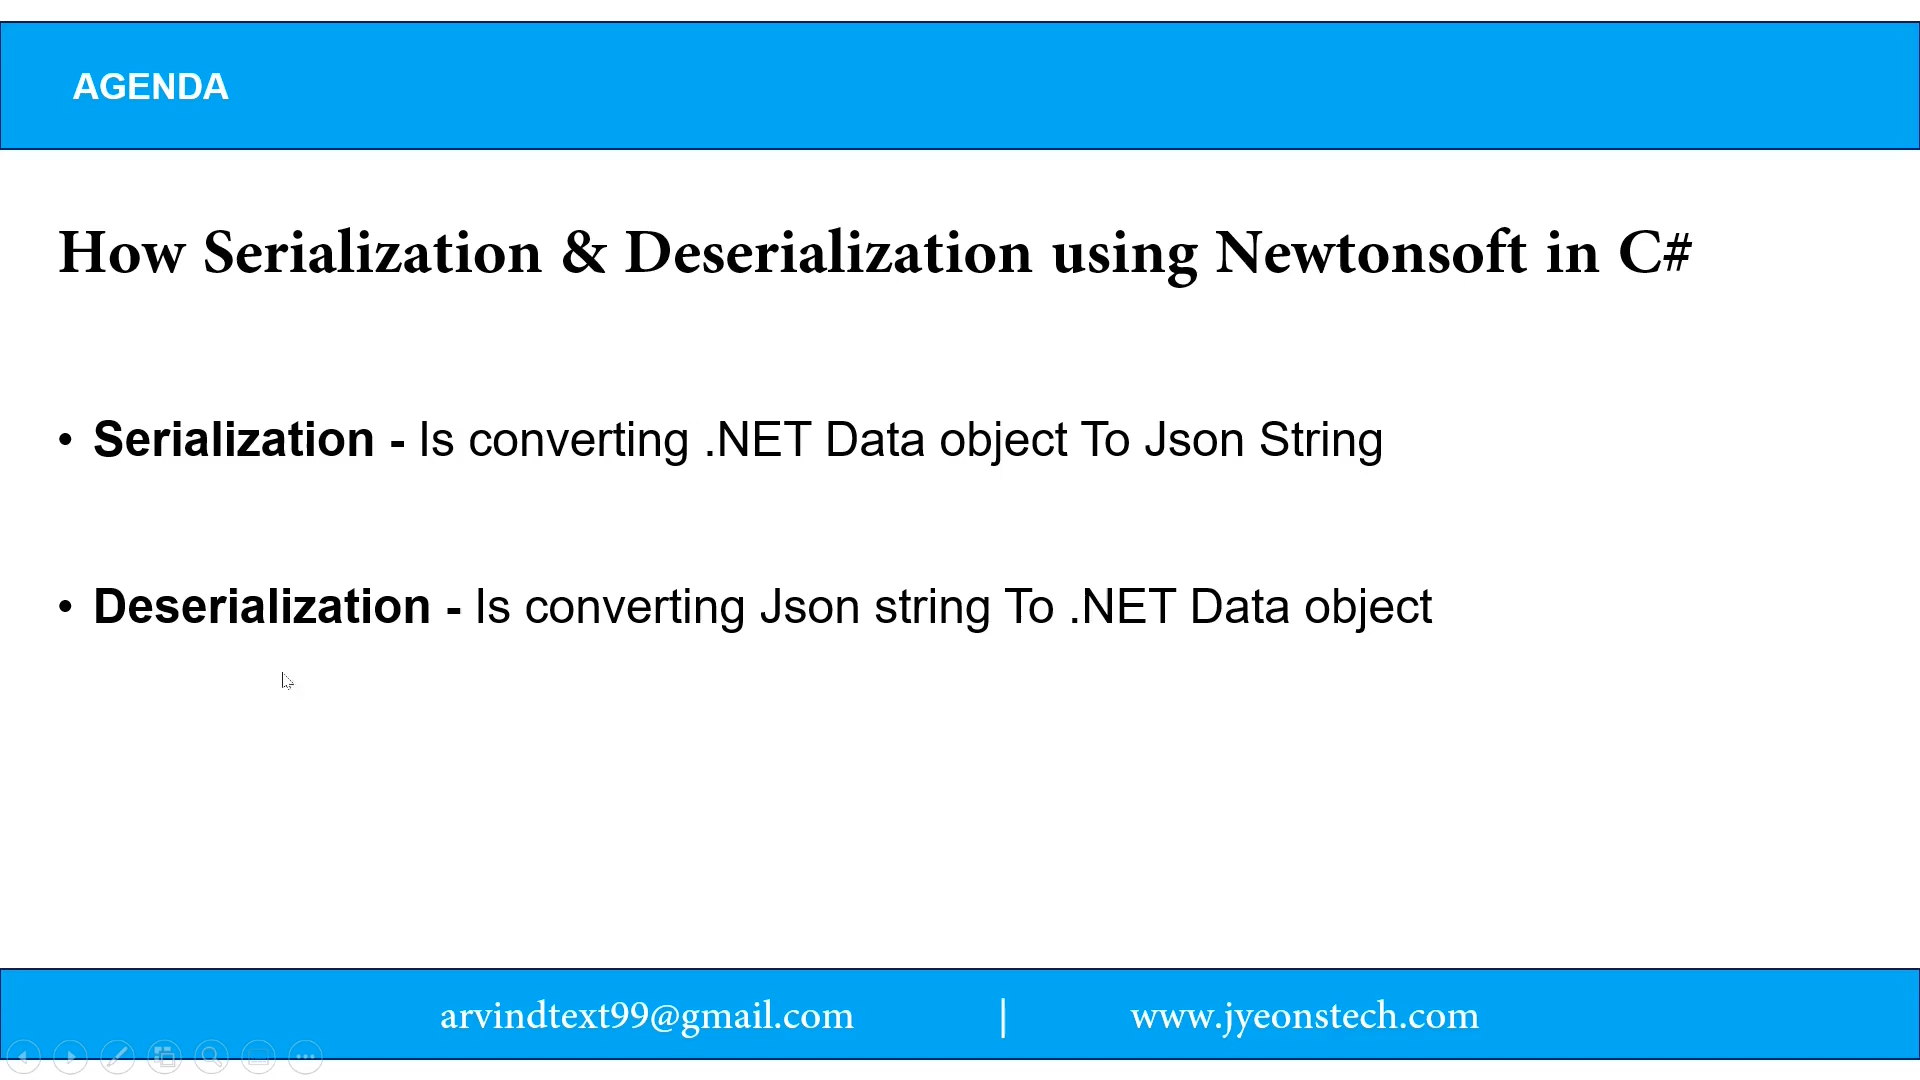 AGENDA
How Serialization & Deserialization using Newtonsoft in C#
• Serialization - Is converting .NET Data object To Json String
• Deserialization - Is converting Json string To .NET Data object
arvindtext99@gmail.com | www.jyeonstech.com